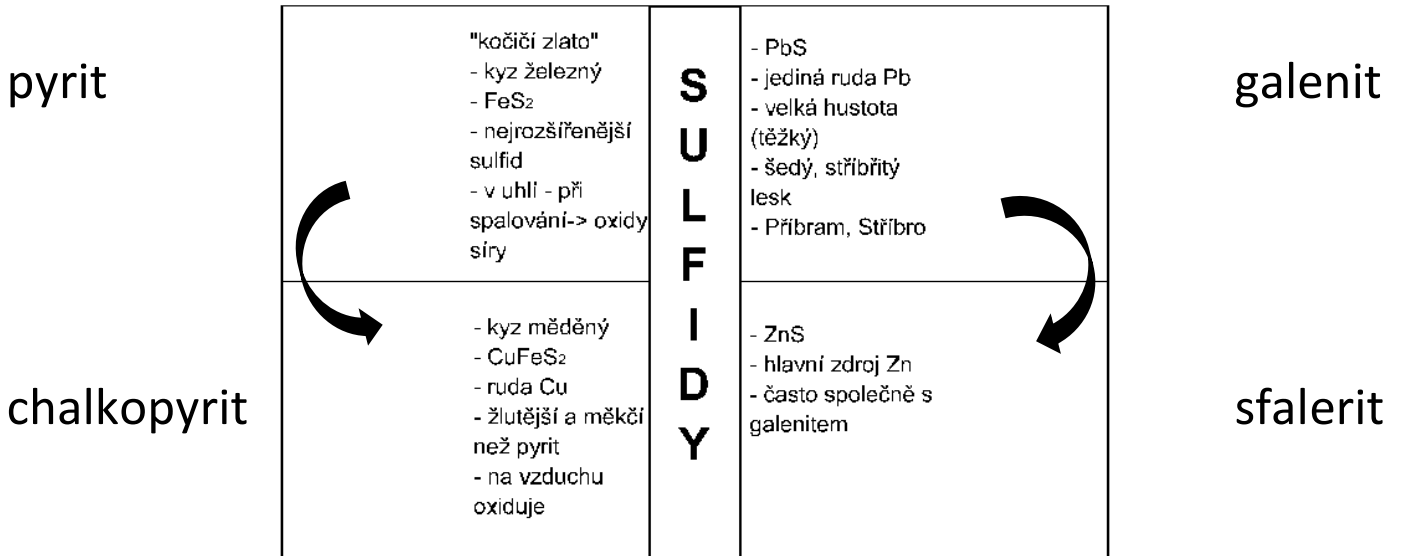 pyrit
"kočičí zlato"
- kyz železný
- FeS₂
- nejrozšířenější
sulfid
- v uhlí - při
spalování-> oxidy
síry
chalkopyrit
- kyz měděný
- CuFeS₂
- ruda Cu
- žlutější a měkčí
než pyrit
- na vzduchu
oxiduje
S
U
L
F
I
D
Y
- PbS
- jediná ruda Pb
- velká hustota
(těžký)
- šedý, stříbřitý
lesk
- Příbram, Stříbro
galenit
- ZnS
- hlavní zdroj Zn
- často společně s
galenitem
sfalerit